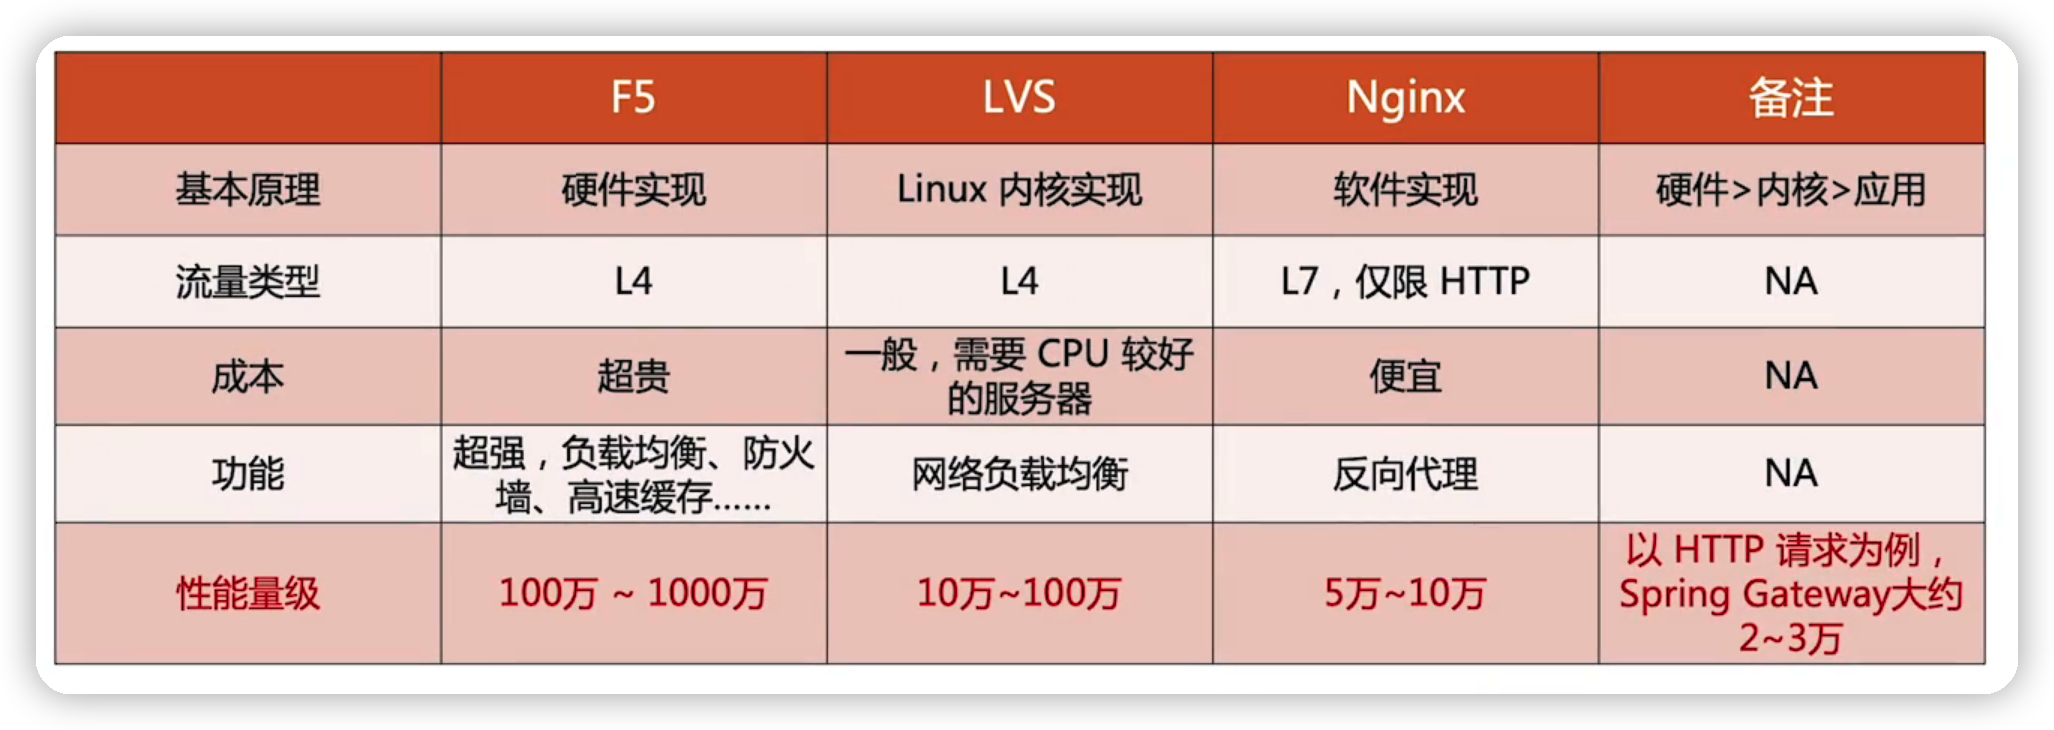 F5
LVS
Nginx
备注
基本原理
硬件实现
Linux 内核实现
软件实现
硬件>内核>应用
流量类型
L4
L4
L7，仅限 HTTP
NA
成本
超贵
一般，需要 CPU 较好
的服务器
便宜
NA
功能
超强，负载均衡、防火
墙、高速缓存……
网络负载均衡
反向代理
NA
性能量级
100万 ~ 1000万
10万~100万
5万~10万
以 HTTP 请求为例，
Spring Gateway大约
2~3万